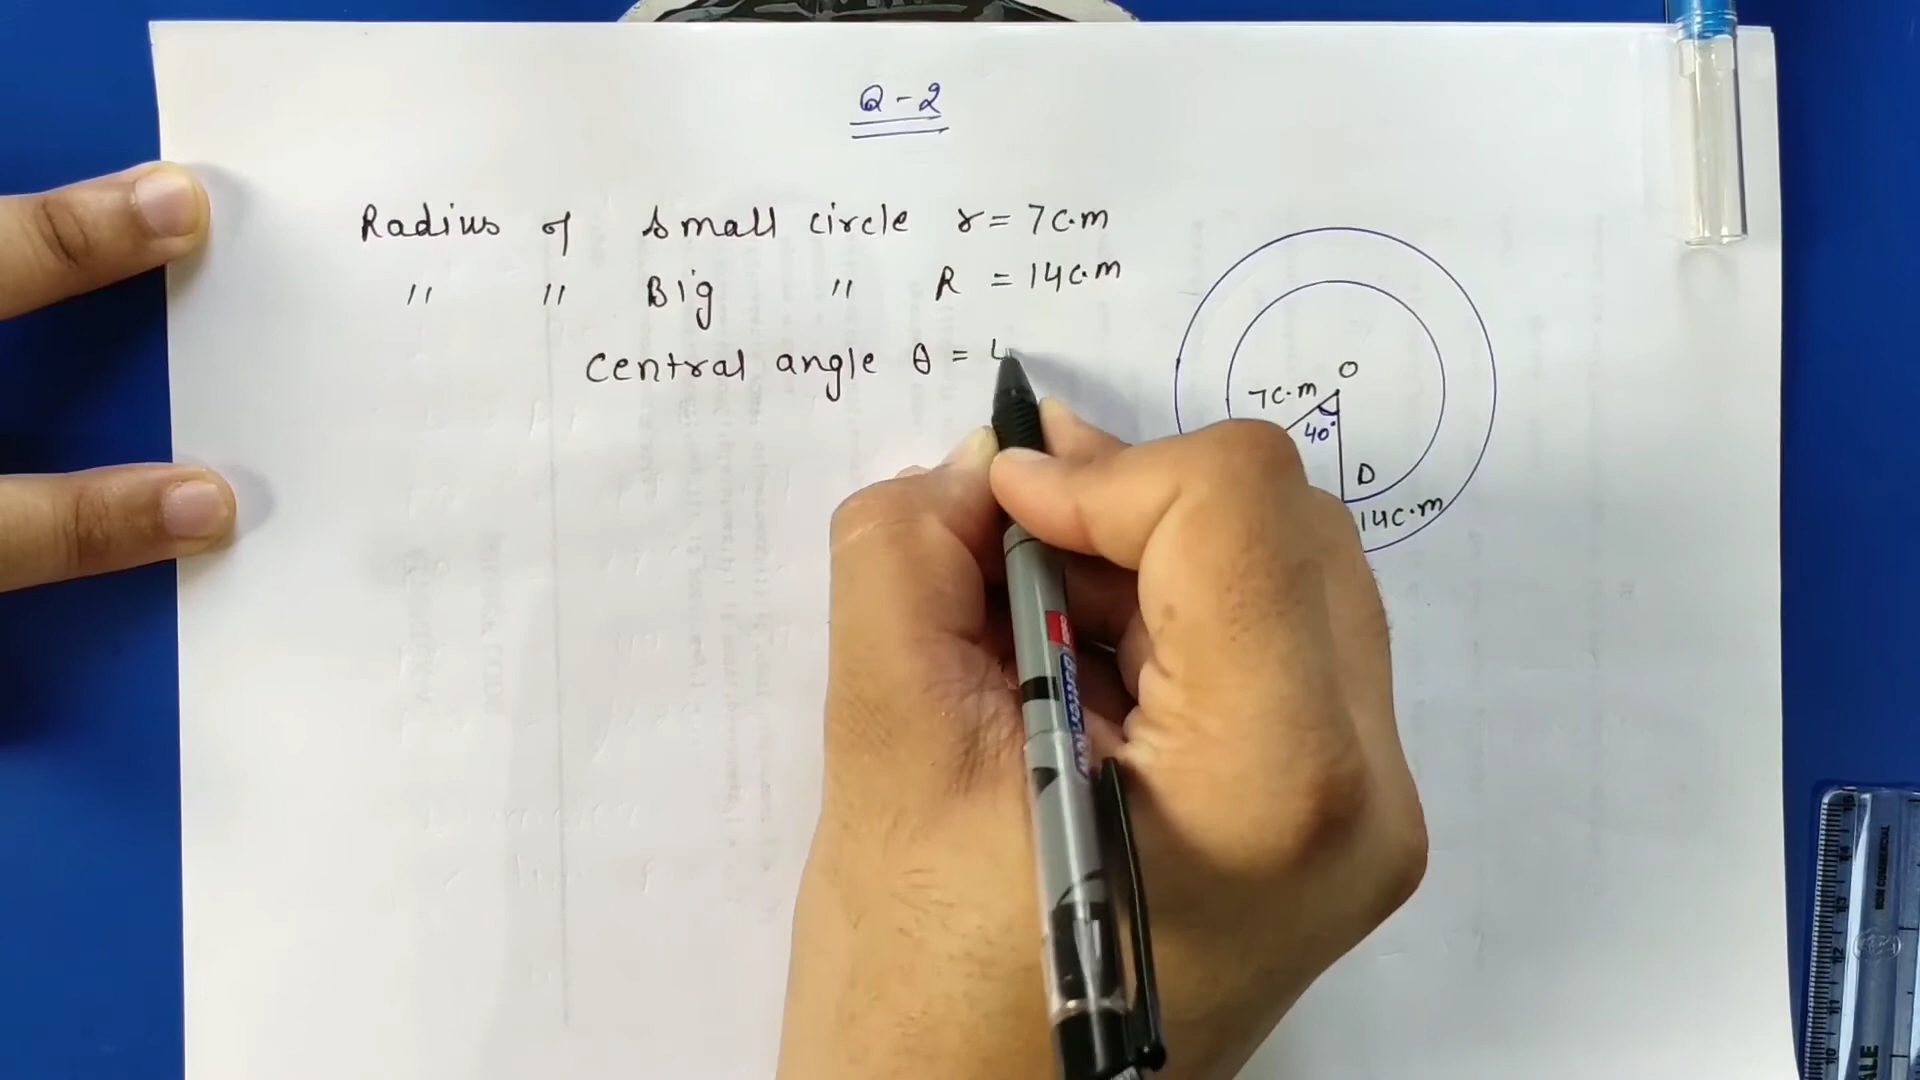 Q-2
Radius of small circle r = 7c.m
" " Big " R = 14c.m
Central angle θ = 4
O
7c.m
40°
D
14c.m